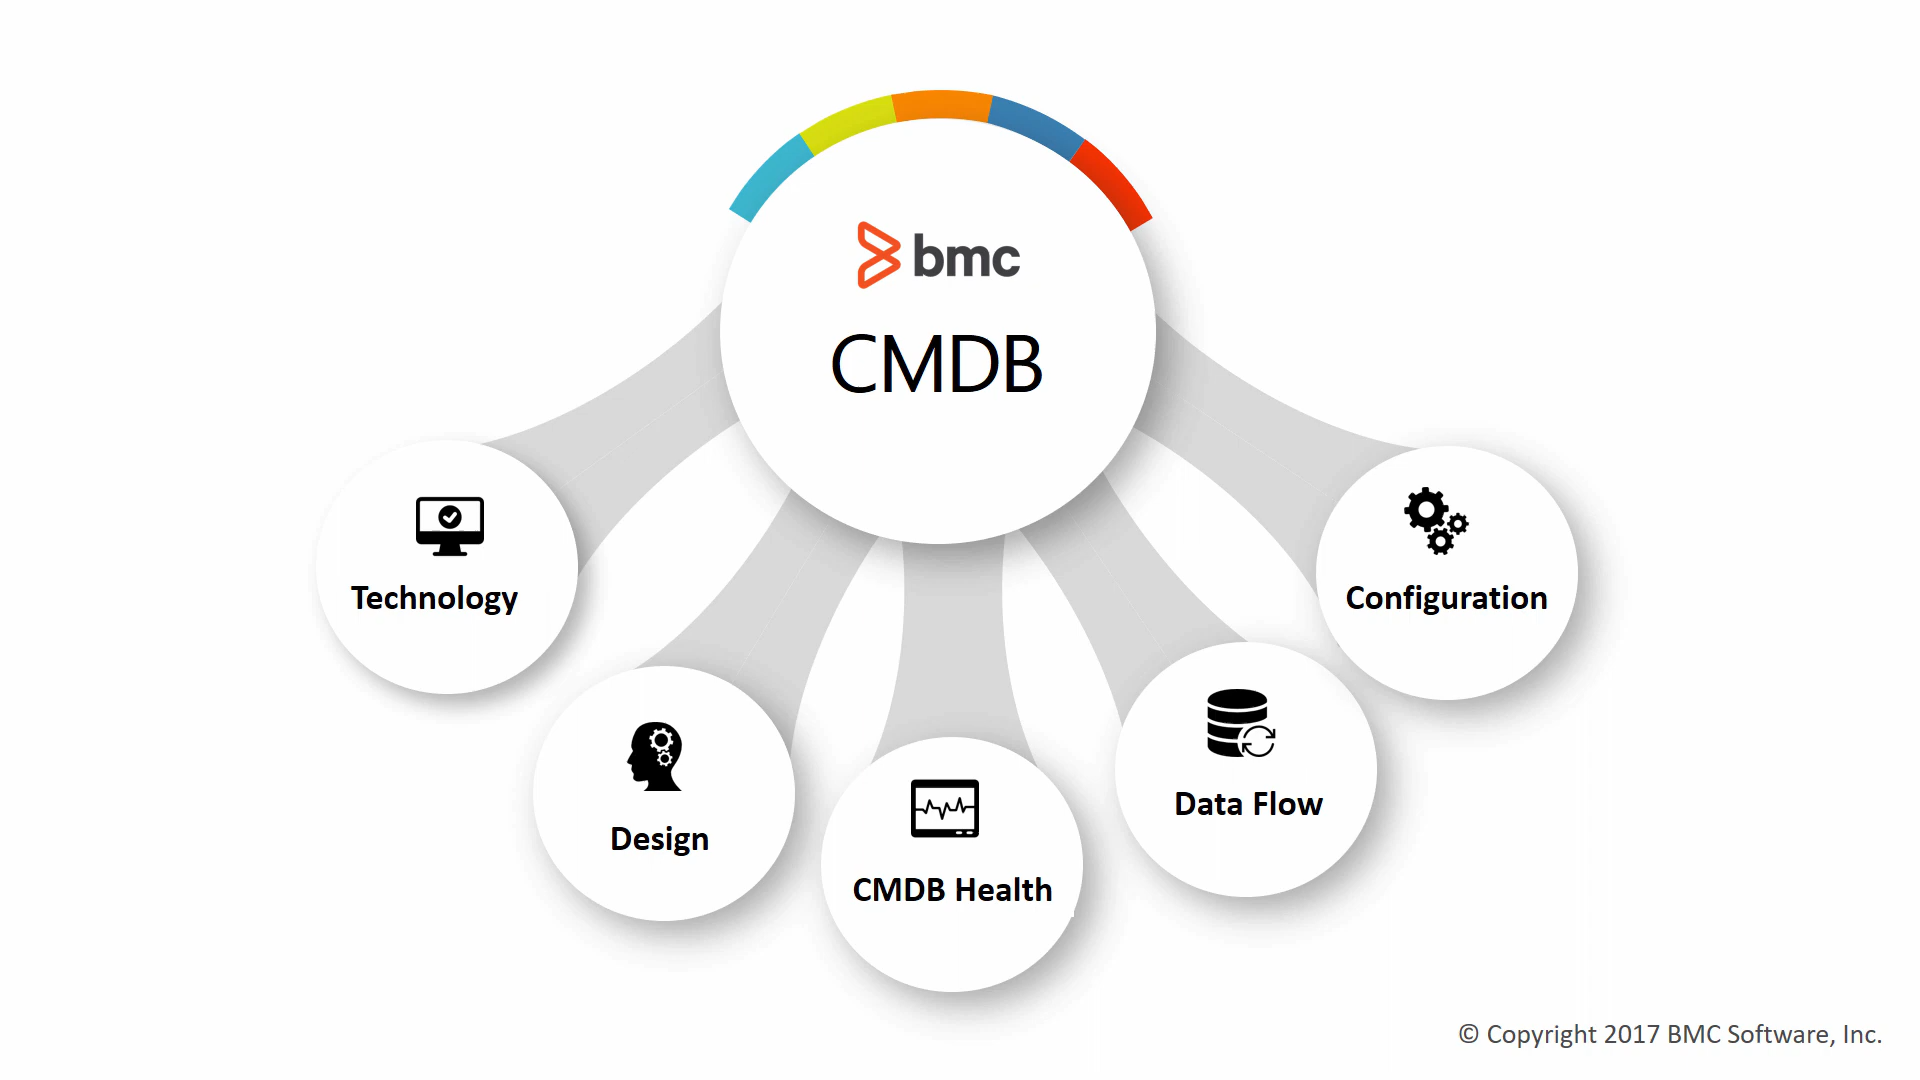 bmc
CMDB
Technology
Design
CMDB Health
Data Flow
Configuration
© Copyright 2017 BMC Software, Inc.